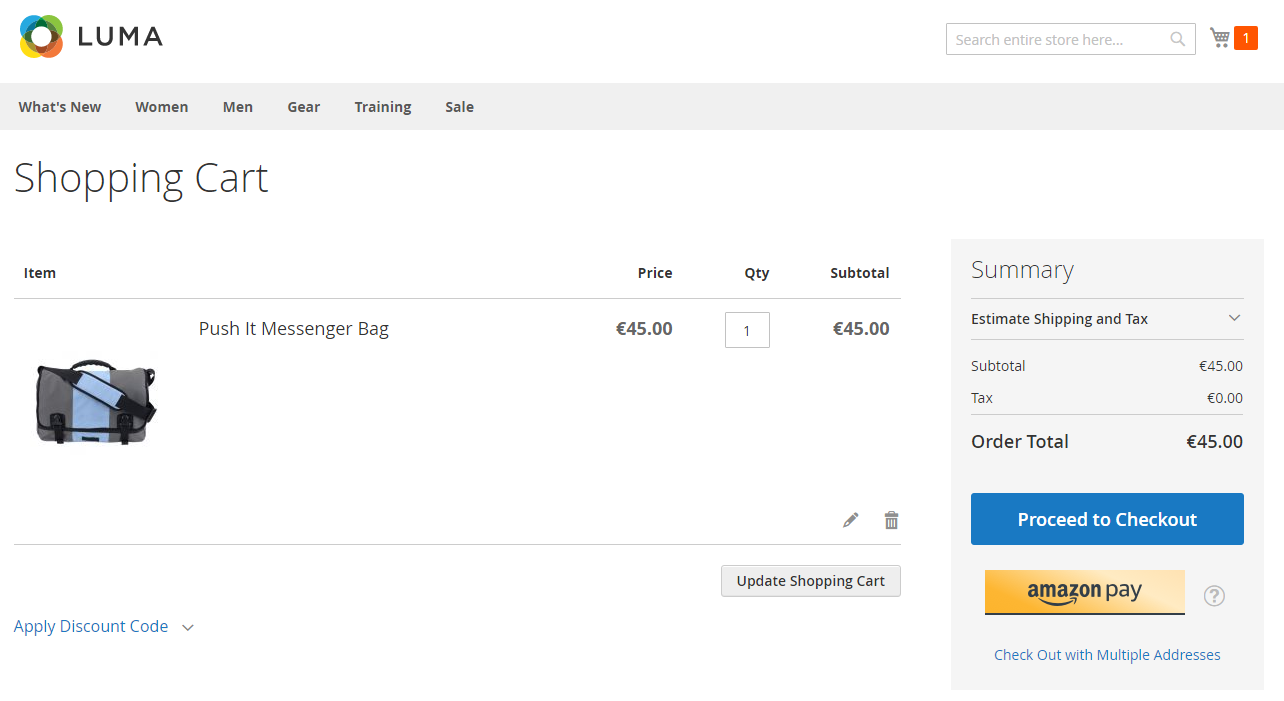 LUMA
Search entire store here...
1
What's New Women Men Gear Training Sale
Shopping Cart
Item Price Qty Subtotal
Push It Messenger Bag €45.00 1 €45.00
Update Shopping Cart
Apply Discount Code
Summary
Estimate Shipping and Tax
Subtotal €45.00
Tax €0.00
Order Total €45.00
Proceed to Checkout
amazon pay ?
Check Out with Multiple Addresses